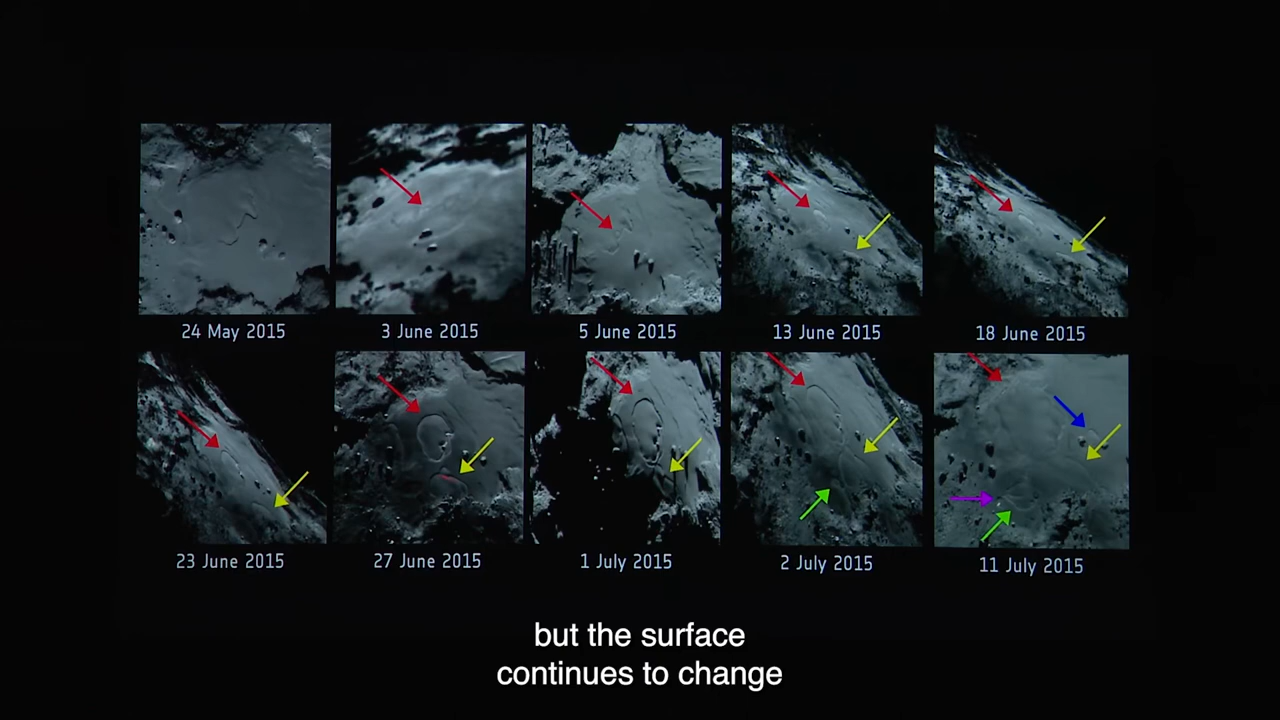 24 May 2015
3 June 2015
5 June 2015
13 June 2015
18 June 2015
23 June 2015
27 June 2015
1 July 2015
2 July 2015
11 July 2015
but the surface
continues to change